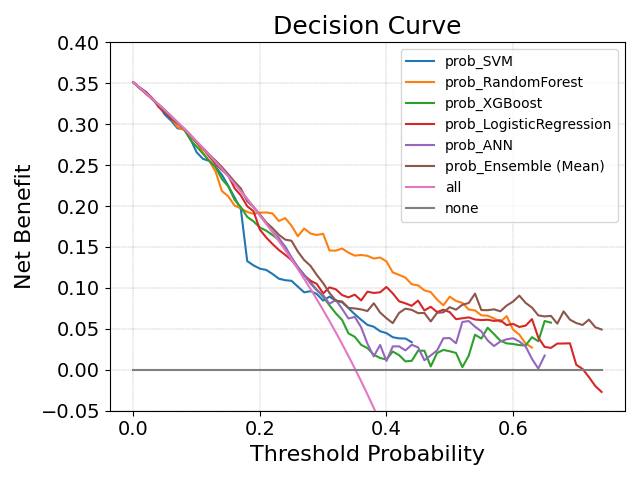 Decision Curve
Net Benefit
0.40
0.35
0.30
0.25
0.20
0.15
0.10
0.05
0.00
−0.05
prob_SVM
prob_RandomForest
prob_XGBoost
prob_LogisticRegression
prob_ANN
prob_Ensemble (Mean)
all
none
0.0 0.2 0.4 0.6
Threshold Probability